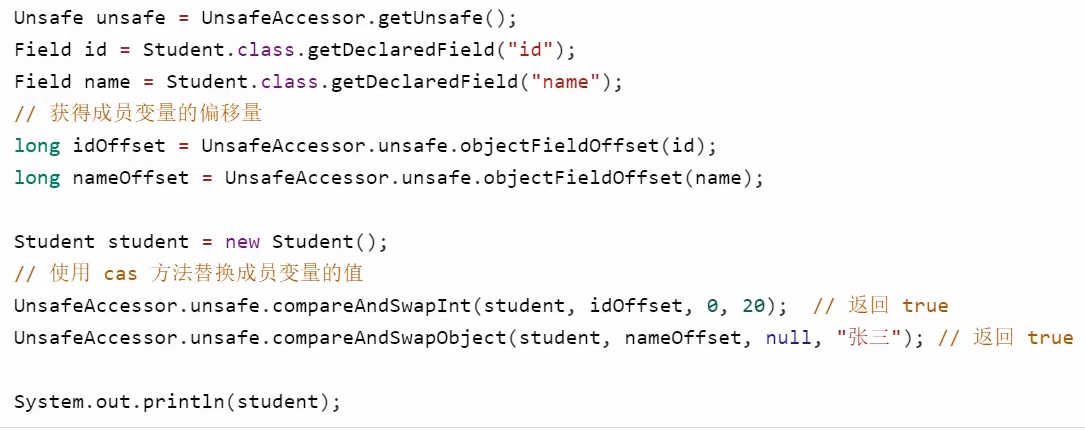 Unsafe unsafe = UnsafeAccessor.getUnsafe();
Field id = Student.class.getDeclaredField("id");
Field name = Student.class.getDeclaredField("name");
// 获得成员变量的偏移量
long idOffset = UnsafeAccessor.unsafe.objectFieldOffset(id);
long nameOffset = UnsafeAccessor.unsafe.objectFieldOffset(name);
Student student = new Student();
// 使用 cas 方法替换成员变量的值
UnsafeAccessor.unsafe.compareAndSwapInt(student, idOffset, 0, 20);  // 返回 true
UnsafeAccessor.unsafe.compareAndSwapObject(student, nameOffset, null, "张三"); // 返回 true
System.out.println(student);